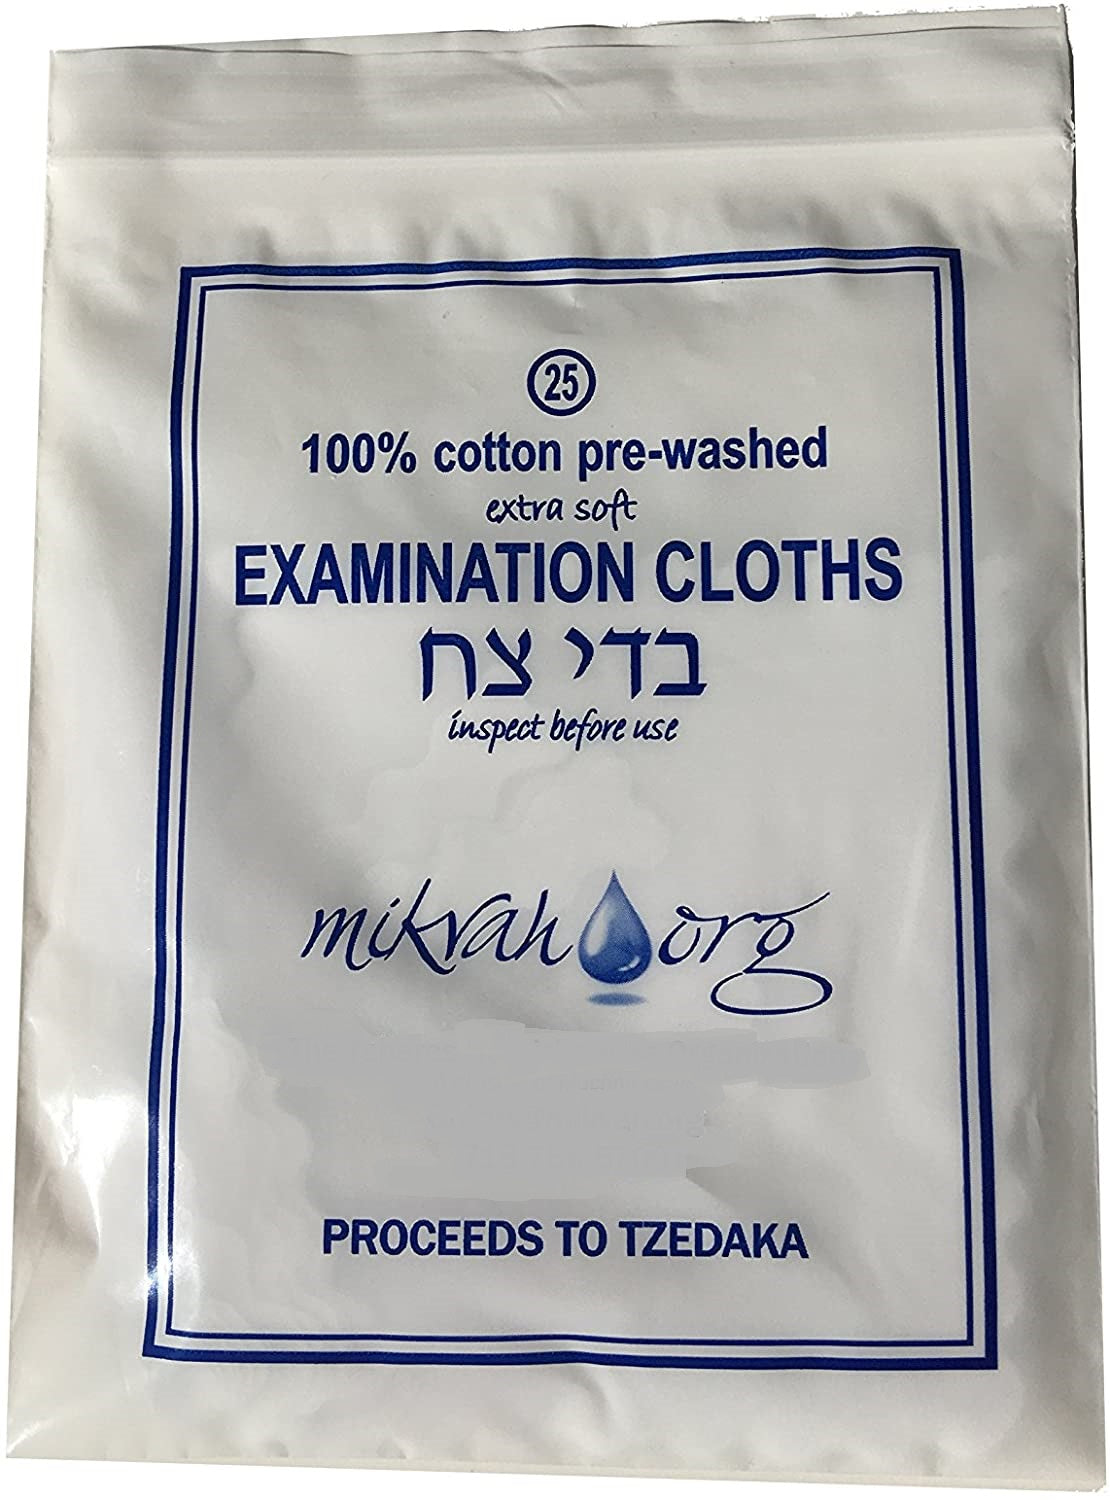 25
100% cotton pre-washed
extra soft
EXAMINATION CLOTHS
בדי צח
inspect before use
mikvah org
PROCEEDS TO TZEDAKA